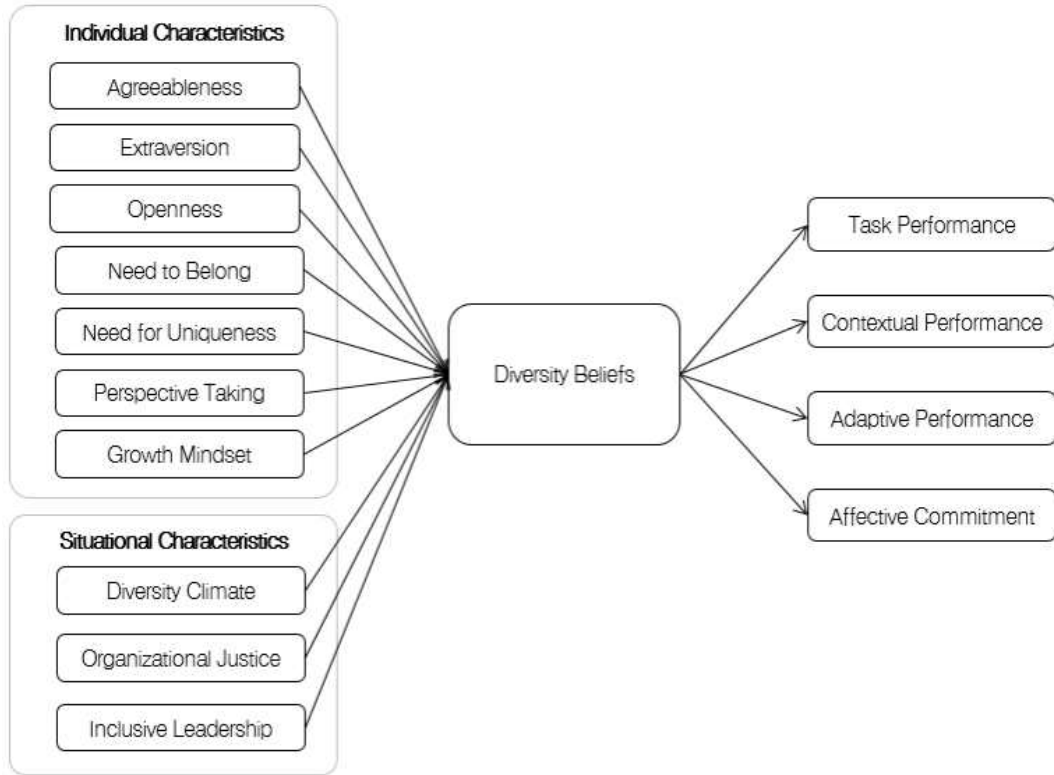 Individual Characteristics
Agreeableness
Extraversion
Openness
Need to Belong
Need for Uniqueness
Perspective Taking
Growth Mindset
Situational Characteristics
Diversity Climate
Organizational Justice
Inclusive Leadership
Diversity Beliefs
Task Performance
Contextual Performance
Adaptive Performance
Affective Commitment